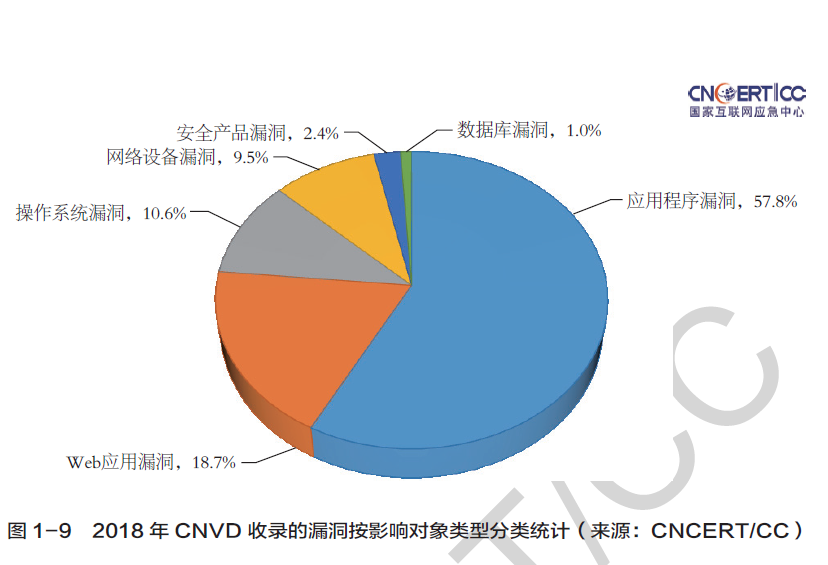 CNCERT/CC
国家互联网应急中心
安全产品漏洞，2.4%
数据库漏洞，1.0%
网络设备漏洞，9.5%
应用程序漏洞，57.8%
操作系统漏洞，10.6%
Web应用漏洞，18.7%
图 1-9 2018 年 CNVD 收录的漏洞按影响对象类型分类统计（来源：CNCERT/CC）
T/CC